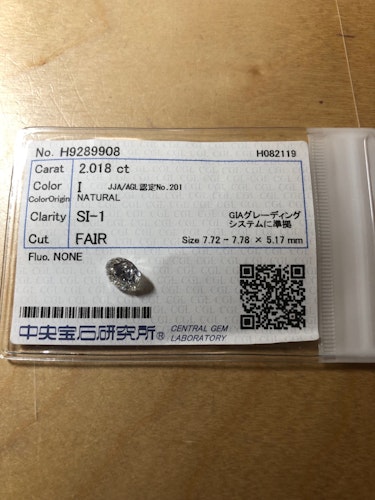 No. H9289908
H082119
Carat 2.018 ct
Color I JJA/AGL認定No.201
ColorOrigin NATURAL
Clarity SI-1 GIAグレーディング
システムに準拠
Cut FAIR Size 7.72 - 7.78 × 5.17 mm
Fluo. NONE
中央宝石研究所® CENTRAL GEM
LABORATORY